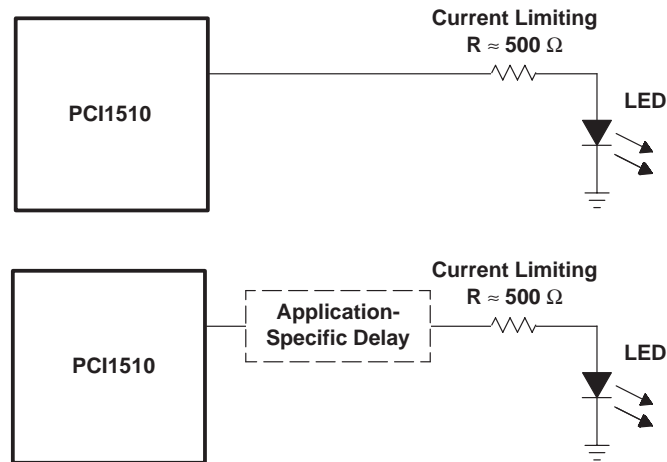 Current Limiting
R ≈ 500 Ω
LED
PCI1510
Current Limiting
R ≈ 500 Ω
Application-
Specific Delay
LED
PCI1510